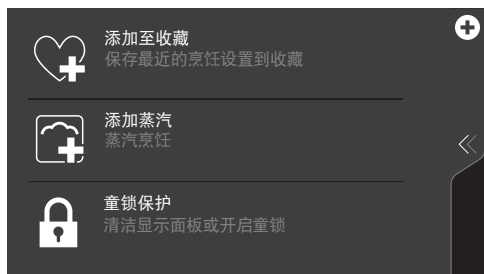 添加至收藏
保存最近的烹饪设置到收藏
添加蒸汽
蒸汽烹饪
童锁保护
清洁显示面板或开启童锁